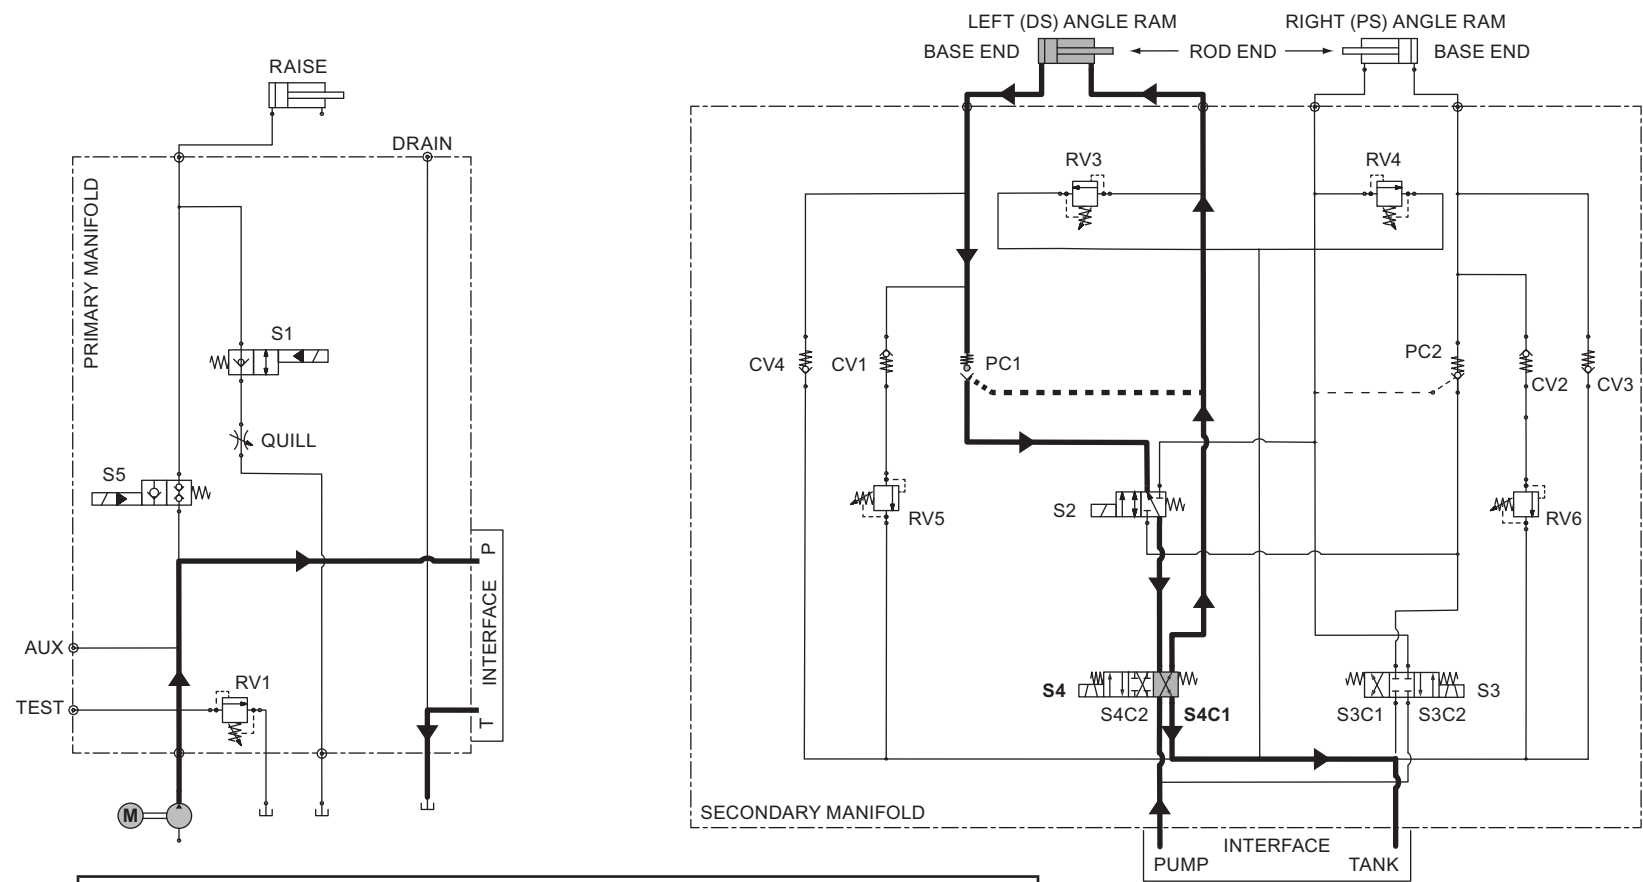 LEFT (DS) ANGLE RAM
RIGHT (PS) ANGLE RAM
BASE END
ROD END
BASE END
RAISE
DRAIN
PRIMARY MANIFOLD
RV3
RV4
S1
CV4
CV1
PC1
PC2
CV2
CV3
QUILL
S5
S2
RV5
RV6
P
INTERFACE
T
AUX
TEST
RV1
S4
S4C2
S4C1
S3C1
S3C2
S3
M
SECONDARY MANIFOLD
INTERFACE
PUMP
TANK